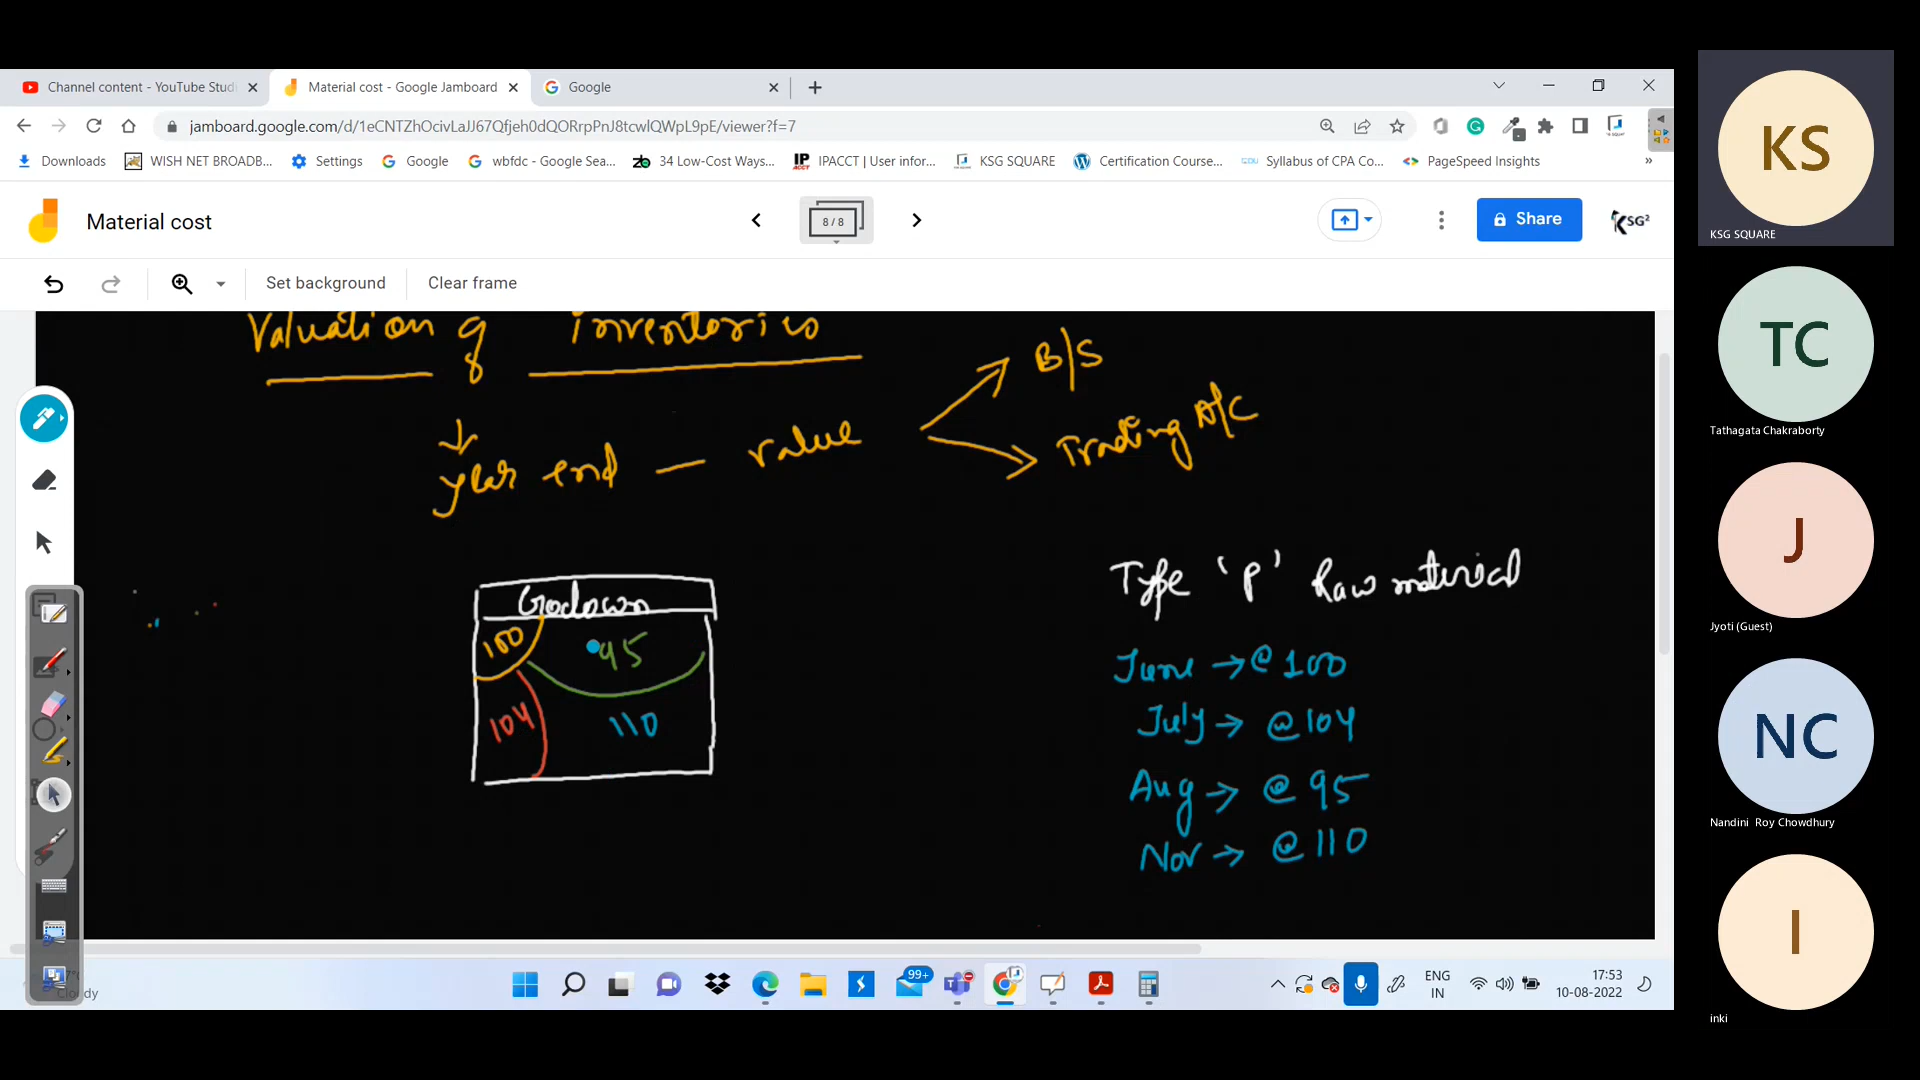 Channel content - YouTube Studi
Material cost - Google Jamboard
Google
jamboard.google.com/d/1eCNTZhOcivLaJJ67Qfjeh0dQORrpPnJ8tcwlQWpL9pE/viewer?f=7
Downloads
WISH NET BROADB...
Settings
Google
wbfdc - Google Sea...
34 Low-Cost Ways...
IPACCT | User infor...
KSG SQUARE
Certification Course...
Syllabus of CPA Co...
PageSpeed Insights
»
Material cost
8 / 8
Share
KSG²
Set background
Clear frame
Valuation of inventories
B/S
Trading A/C
year end — value
Godown
100
95
104
110
Type 'P' Raw material
June → @ 100
July → @ 104
Aug → @ 95
Nov → @ 110
Cloudy
99+
ENG
IN
17:53
10-08-2022
KS
KSG SQUARE
TC
Tathagata Chakraborty
J
Jyoti (Guest)
NC
Nandini Roy Chowdhury
I
inki